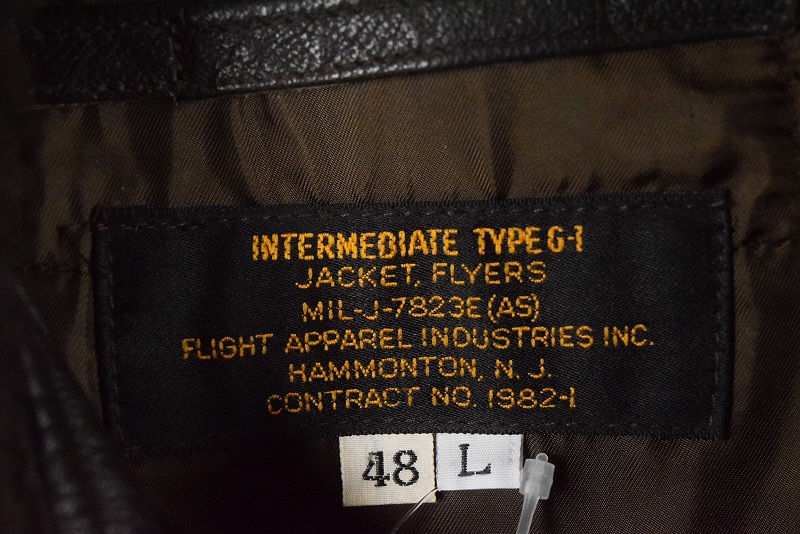 INTERMEDIATE TYPE G-1
JACKET, FLYERS
MIL-J-7823E(AS)
FLIGHT APPAREL INDUSTRIES INC.
HAMMONTON, N. J.
CONTRACT NO. 1982-1
48 L